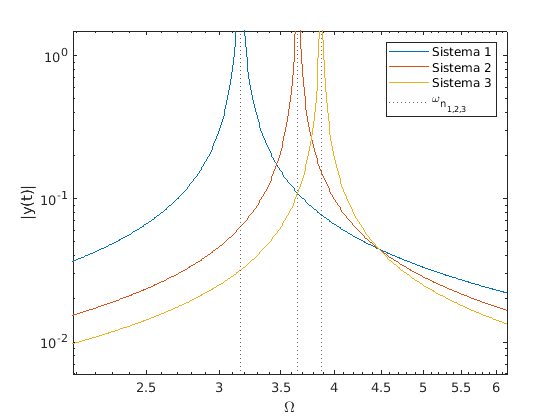 Sistema 1
Sistema 2
Sistema 3
ω_{n_{1,2,3}}
|y(t)|
10^0
10^{-1}
10^{-2}
2.5 3 3.5 4 4.5 5 5.5 6
Ω